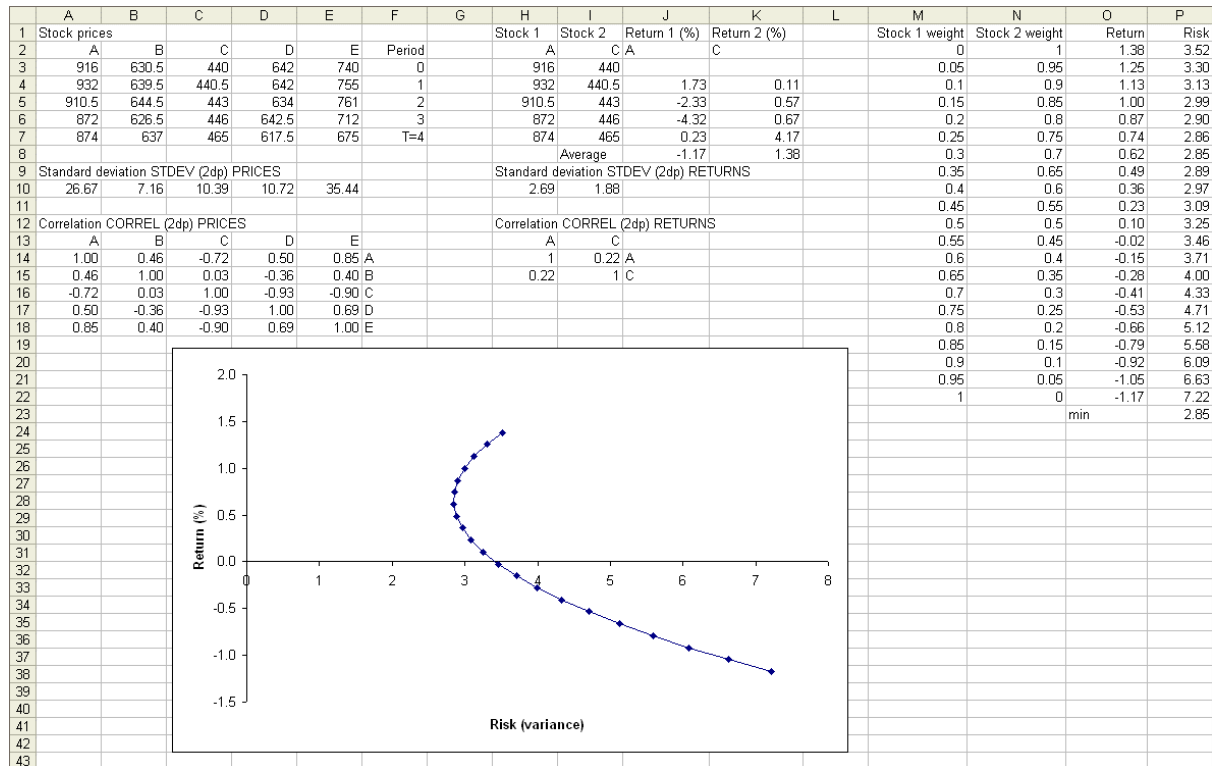 A B C D E F G H I J K L M N O P
1 Stock prices Stock 1 Stock 2 Return 1 (%) Return 2 (%) Stock 1 weight Stock 2 weight Return Risk
2 A B C D E Period A C A C 0 1 1.38 3.52
3 916 630.5 440 642 740 0 916 440 0.05 0.95 1.25 3.30
4 932 639.5 440.5 642 755 1 932 440.5 1.73 0.11 0.1 0.9 1.13 3.13
5 910.5 644.5 443 634 761 2 910.5 443 -2.33 0.57 0.15 0.85 1.00 2.99
6 872 626.5 446 642.5 712 3 872 446 -4.32 0.67 0.2 0.8 0.87 2.90
7 874 637 465 617.5 675 T=4 874 465 0.23 4.17 0.25 0.75 0.74 2.86
8 Average -1.17 1.38 0.3 0.7 0.62 2.85
9 Standard deviation STDEV (2dp) PRICES Standard deviation STDEV (2dp) RETURNS 0.35 0.65 0.49 2.89
10 26.67 7.16 10.39 10.72 35.44 2.69 1.88 0.4 0.6 0.36 2.97
11 0.45 0.55 0.23 3.09
12 Correlation CORREL (2dp) PRICES Correlation CORREL (2dp) RETURNS 0.5 0.5 0.10 3.25
13 A B C D E A C 0.55 0.45 -0.02 3.46
14 1.00 0.46 -0.72 0.50 0.85 A 1 0.22 A 0.6 0.4 -0.15 3.71
15 0.46 1.00 0.03 -0.36 0.40 B 0.22 1 C 0.65 0.35 -0.28 4.00
16 -0.72 0.03 1.00 -0.93 -0.90 C 0.7 0.3 -0.41 4.33
17 0.50 -0.36 -0.93 1.00 0.69 D 0.75 0.25 -0.53 4.71
18 0.85 0.40 -0.90 0.69 1.00 E 0.8 0.2 -0.66 5.12
19 0.85 0.15 -0.79 5.58
20 0.9 0.1 -0.92 6.09
21 0.95 0.05 -1.05 6.63
22 1 0 -1.17 7.22
23 min 2.85
24
25
26
27
28
29
30
31
32
33
34
35
36
37
38
39
40
41
42
43
2.0
1.5
1.0
0.5
0.0
-0.5
-1.0
-1.5
Return (%)
0 1 2 3 4 5 6 7 8
Risk (variance)